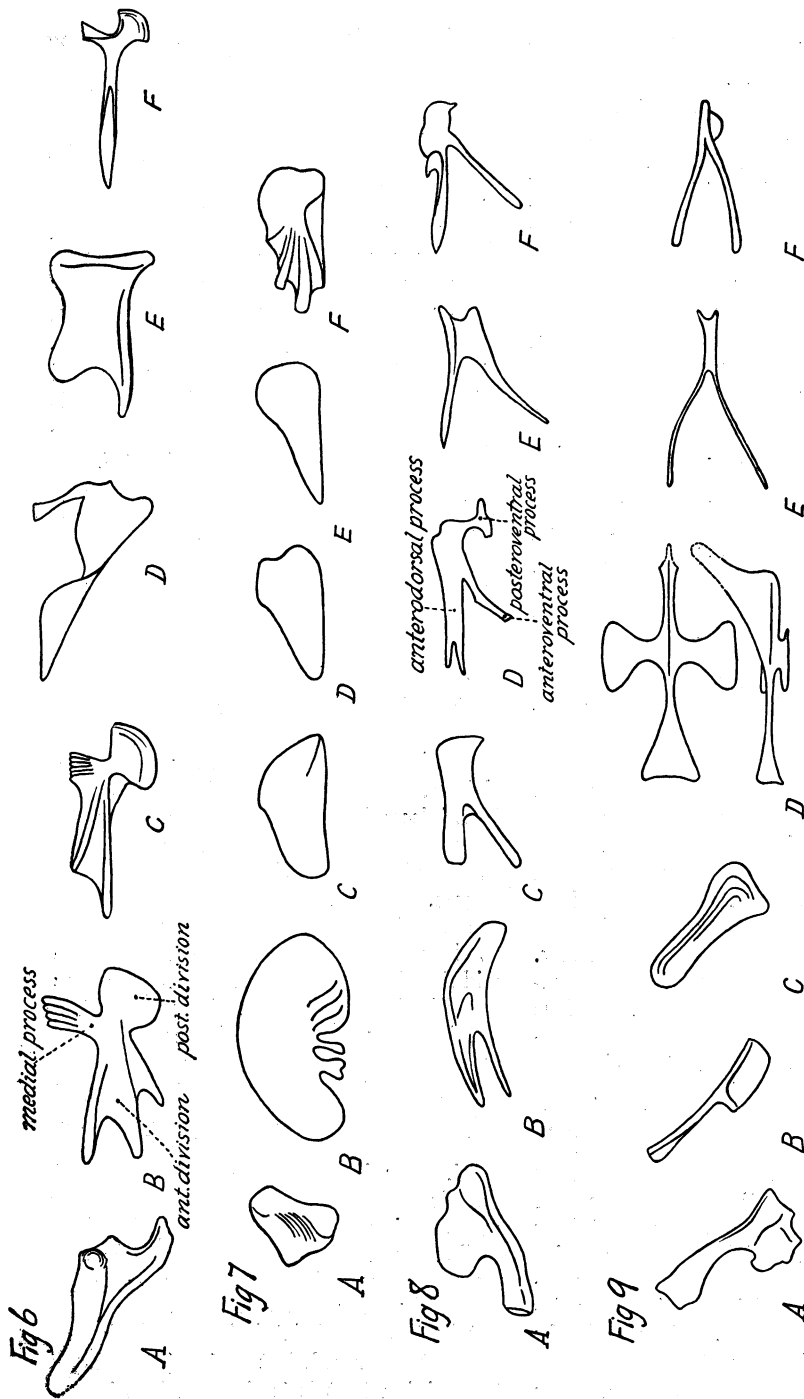 Fig 6
A
B
medial process
ant. division
post. division
C
D
E
F
Fig 7
A
B
C
D
E
F
Fig 8
A
B
C
D
anterodorsal process
posteroventral
process
anteroventral
process
E
F
Fig 9
A
B
C
D
E
F